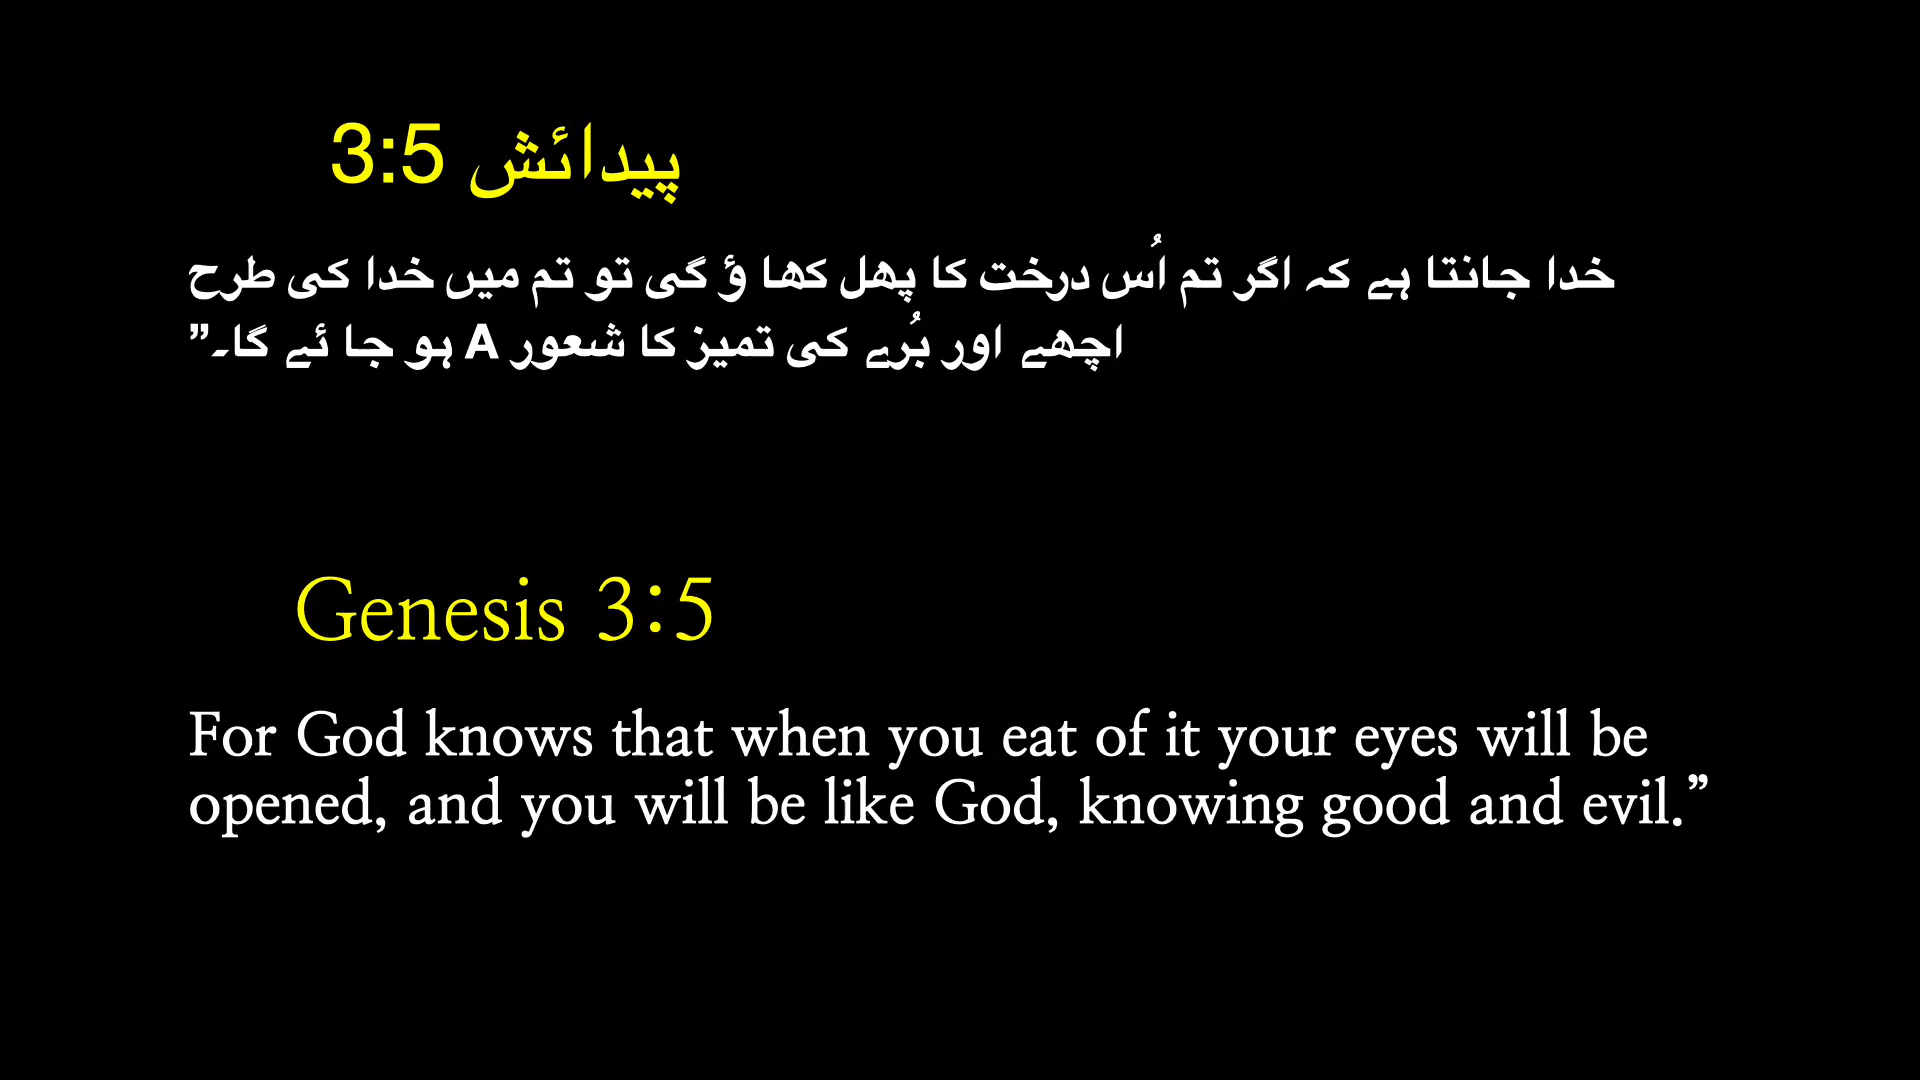 پیدائش 3:5
خدا جانتا ہے کہ اگر تم اُس درخت کا پھل کھا ؤ گی تو تم میں خدا کی طرح
اچھے اور بُرے کی تمیز کا شعور A ہو جا ئے گا۔”
Genesis 3:5
For God knows that when you eat of it your eyes will be
opened, and you will be like God, knowing good and evil.”